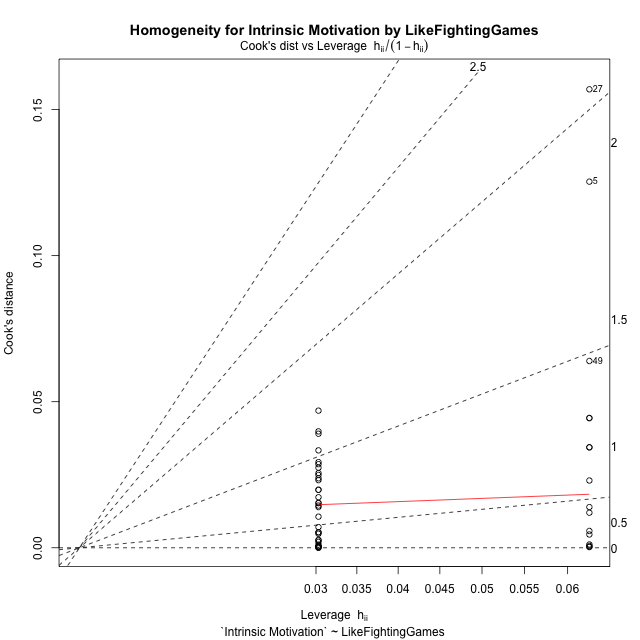 Homogeneity for Intrinsic Motivation by LikeFightingGames
Cook's dist vs Leverage hii/(1 − hii)
2.5
27
2
5
1.5
49
1
0.5
0
0.15
0.10
0.05
0.00
Cook's distance
0.03 0.035 0.04 0.045 0.05 0.055 0.06
Leverage hii
`Intrinsic Motivation` ~ LikeFightingGames